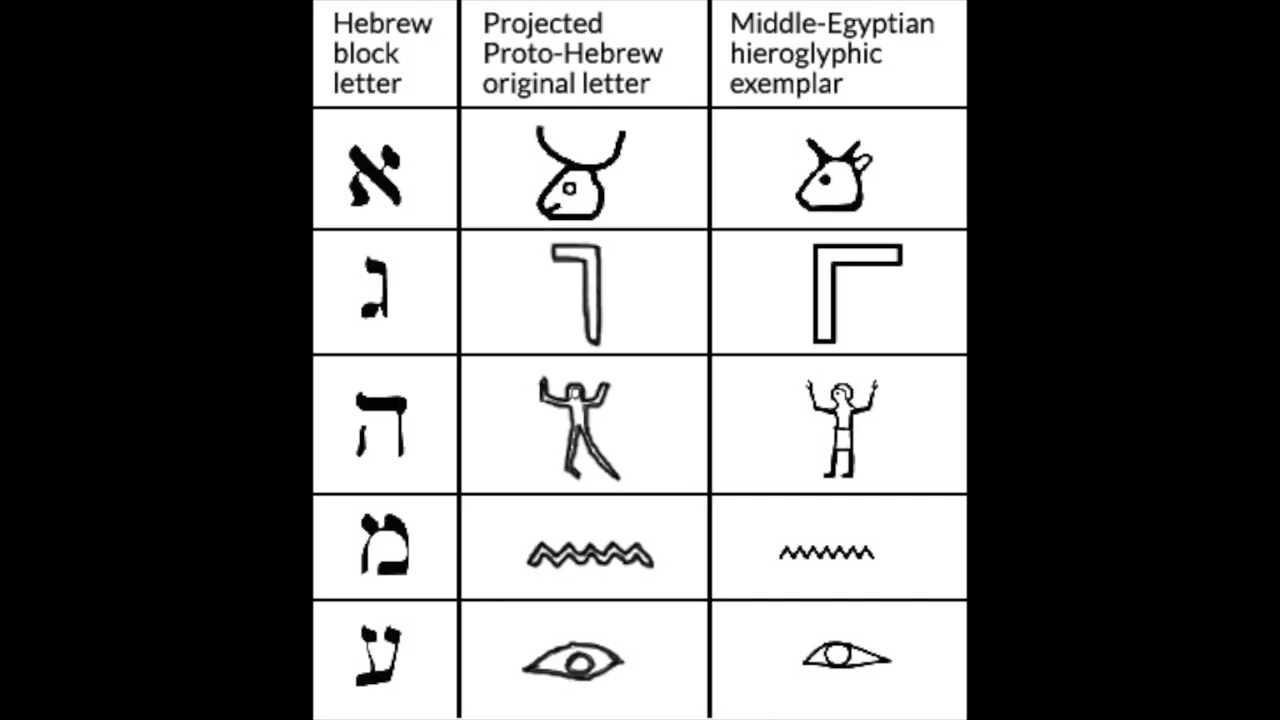 Hebrew block letter
Projected Proto-Hebrew original letter
Middle-Egyptian hieroglyphic exemplar
א
ג
ה
מ
ע